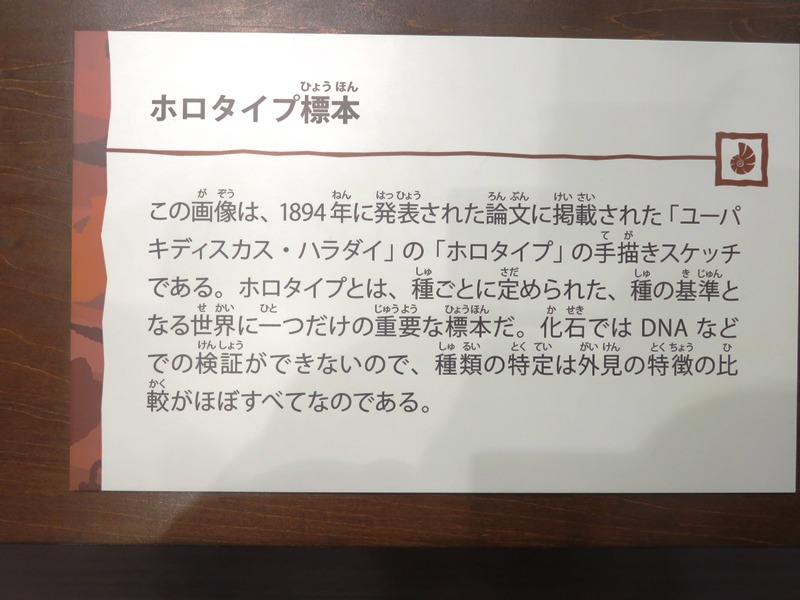 ホロタイプ標本
この画像は、1894年に発表された論文に掲載された「ユーパ
キディスカス・ハラダイ」の「ホロタイプ」の手描きスケッチ
である。ホロタイプとは、種ごとに定められた、種の基準と
なる世界に一つだけの重要な標本だ。化石では DNA など
での検証ができないので、種類の特定は外見の特徴の比
較がほぼすべてなのである。